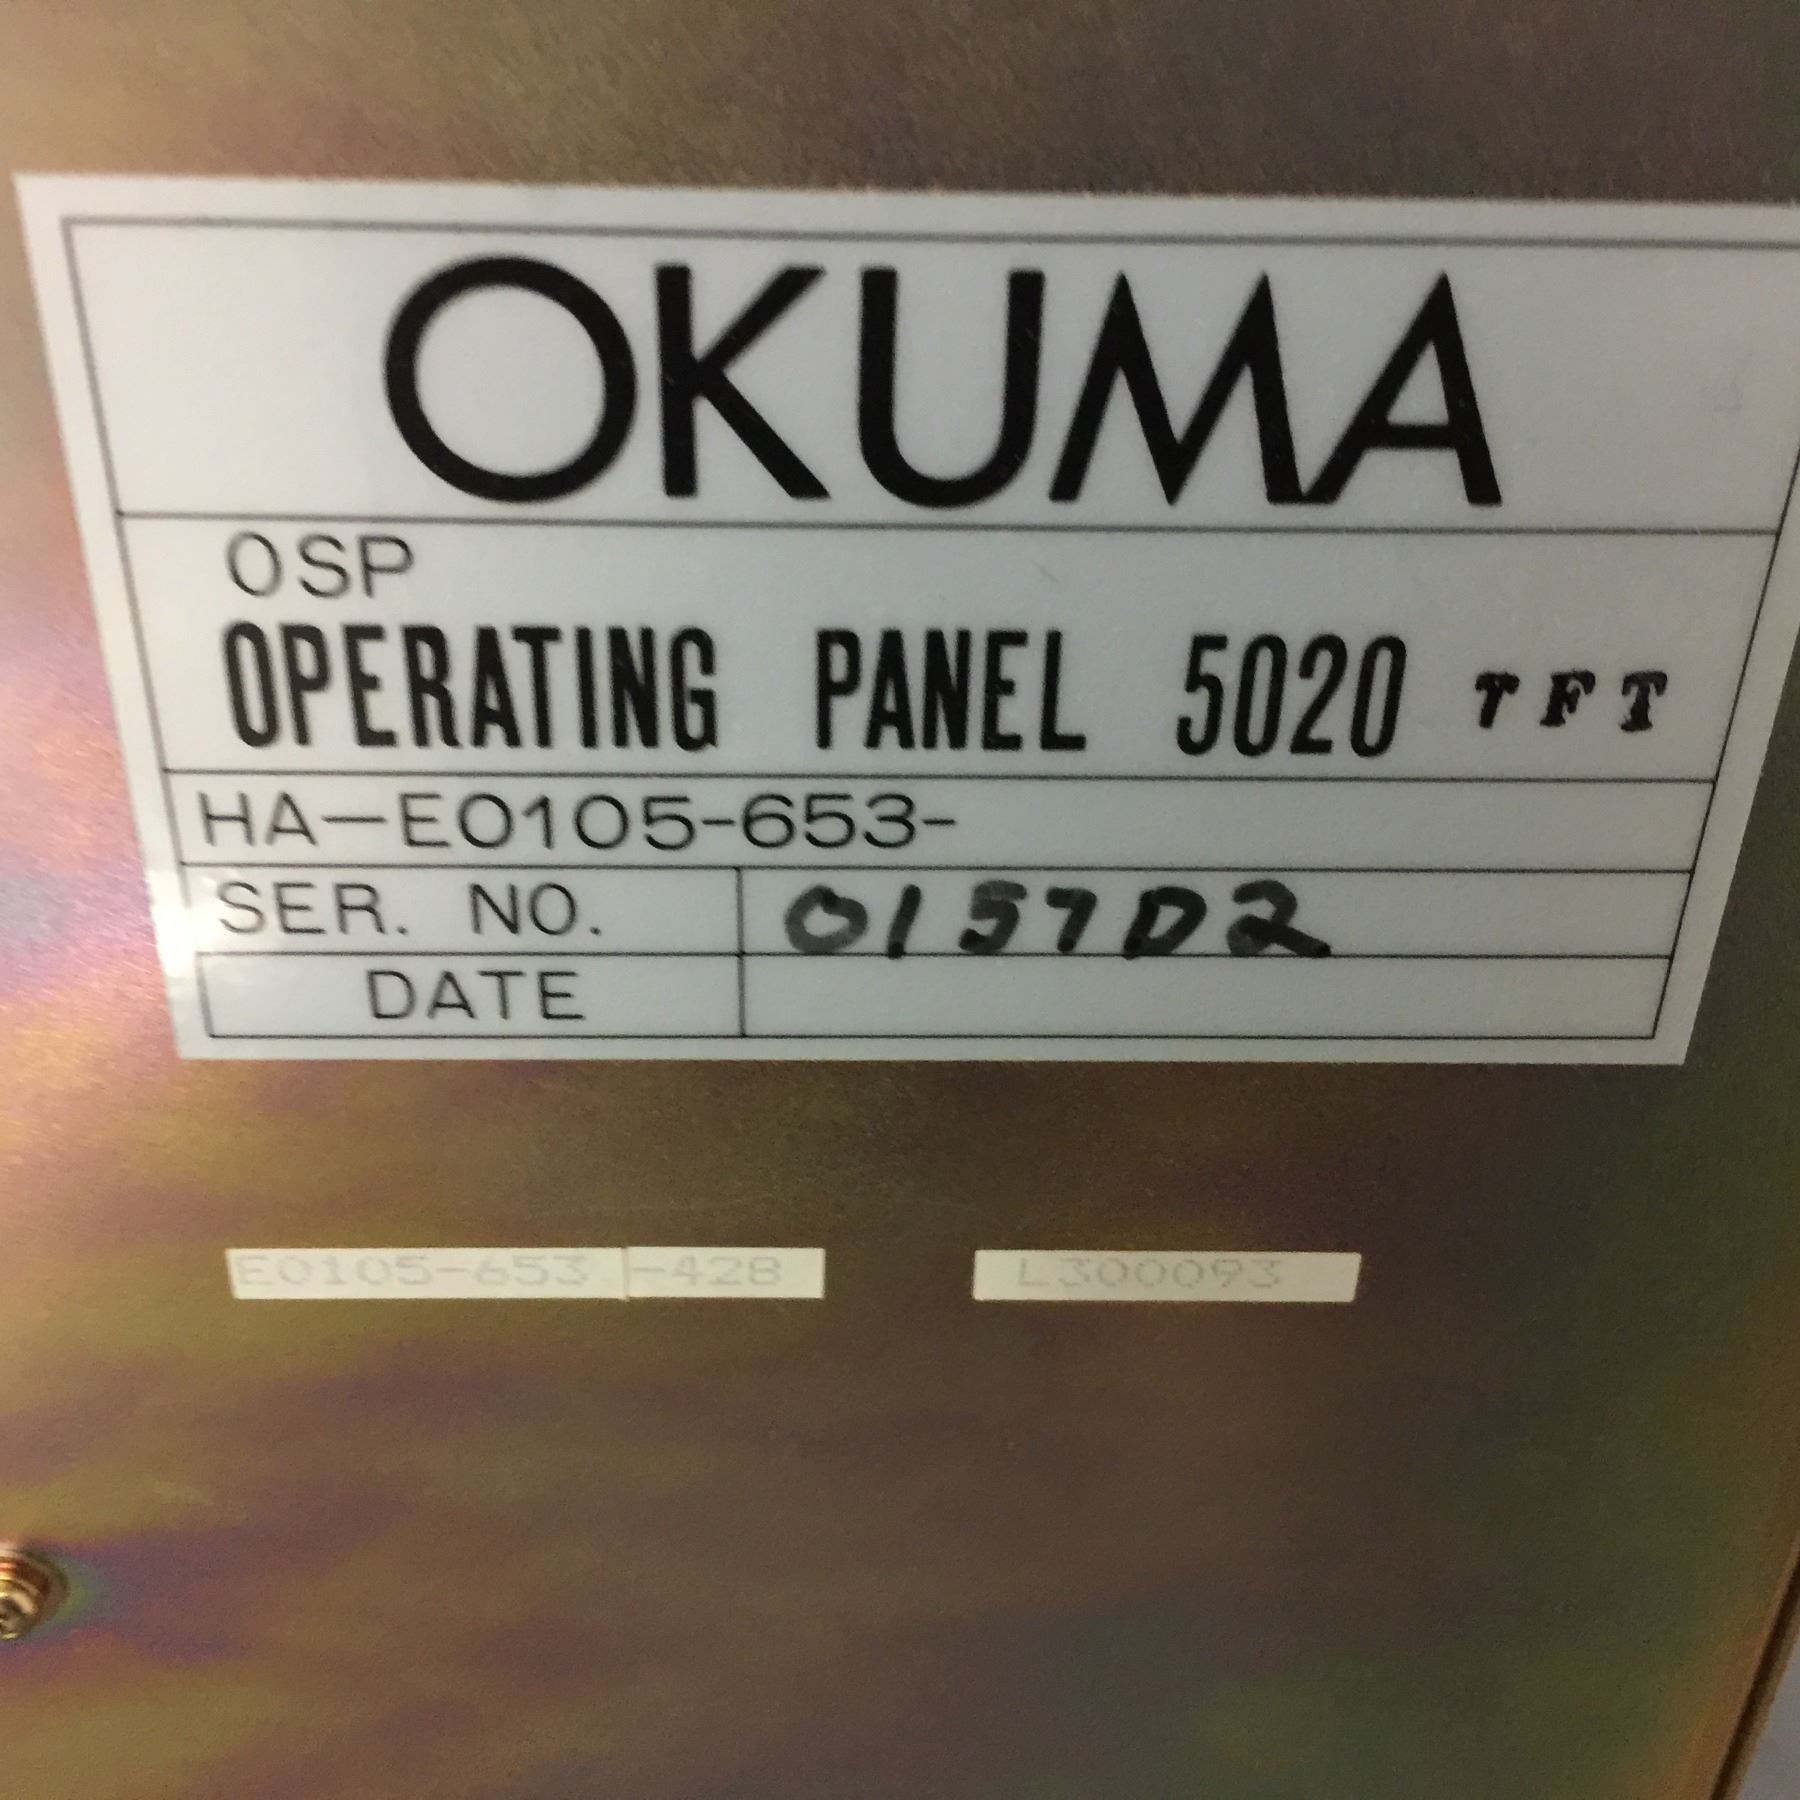 OKUMA
OSP
OPERATING PANEL 5020 TFT
HA-E0105-653-
SER. NO. 0157D2
DATE
E0105-653 -428 L300093